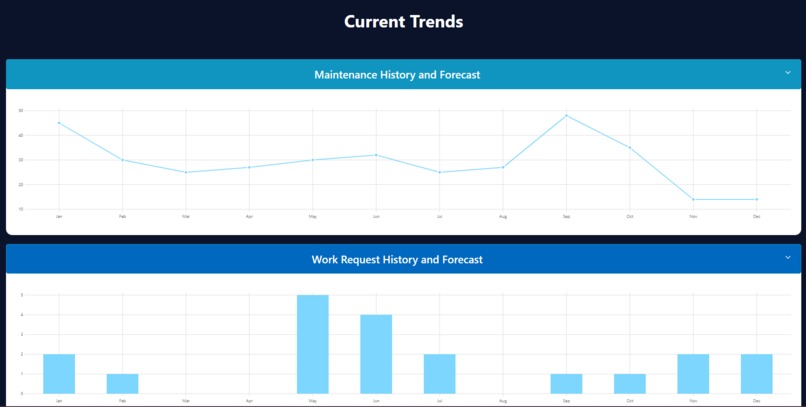 Current Trends
Maintenance History and Forecast
50
40
30
20
10
Jan Feb Mar Apr May Jun Jul Aug Sep Oct Nov Dec
Work Request History and Forecast
5
4
3
2
1
0
Jan Feb Mar Apr May Jun Jul Aug Sep Oct Nov Dec